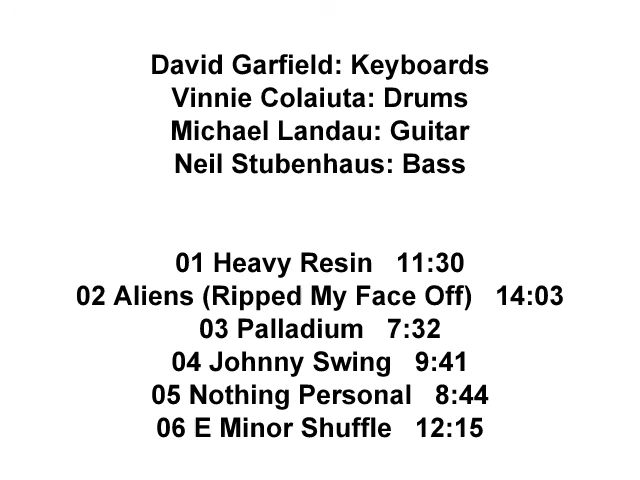 David Garfield: Keyboards
Vinnie Colaiuta: Drums
Michael Landau: Guitar
Neil Stubenhaus: Bass
01 Heavy Resin 11:30
02 Aliens (Ripped My Face Off) 14:03
03 Palladium 7:32
04 Johnny Swing 9:41
05 Nothing Personal 8:44
06 E Minor Shuffle 12:15